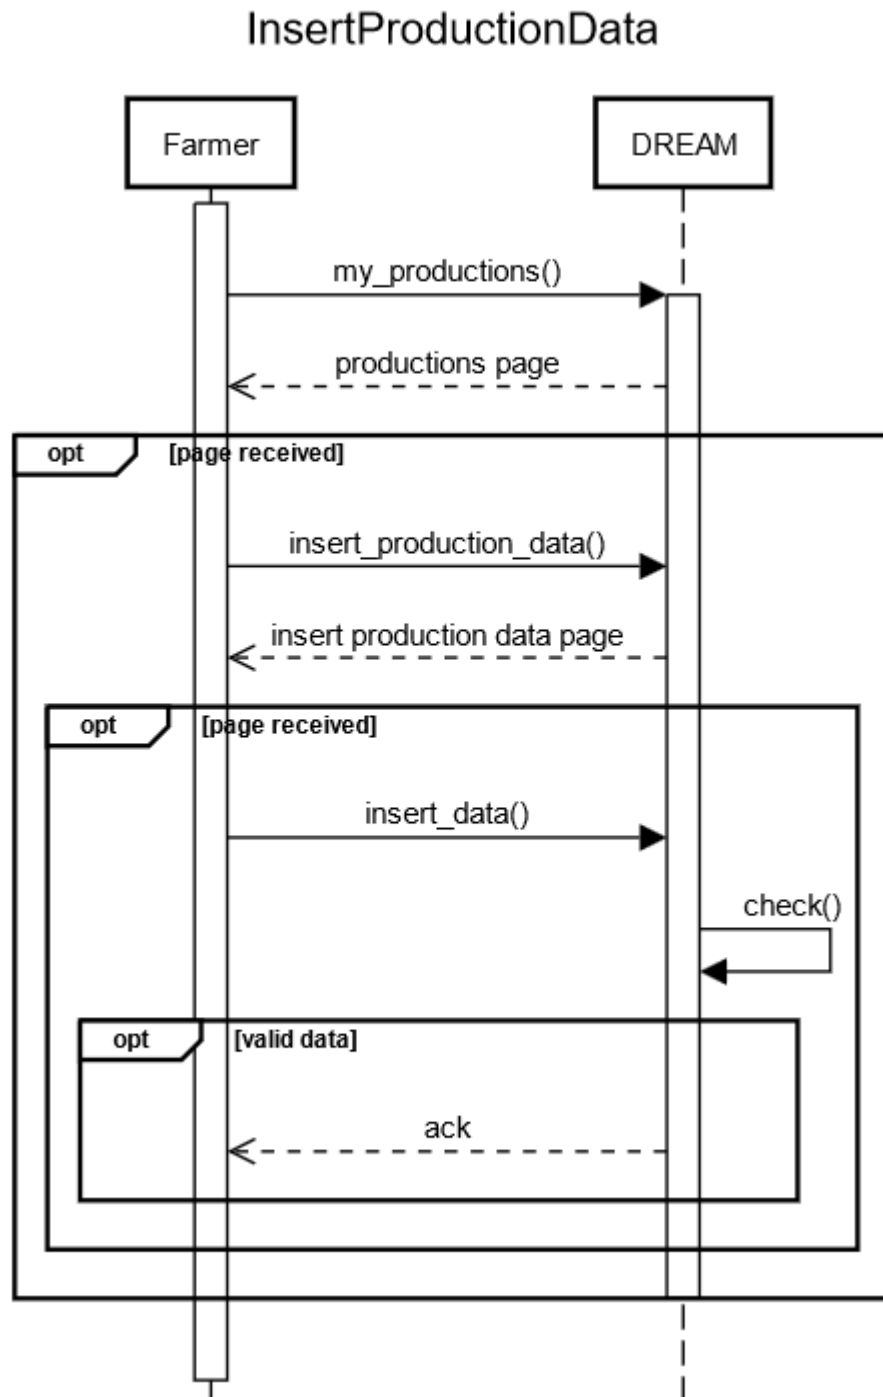 InsertProductionData
Farmer
DREAM
my_productions()
productions page
opt
[page received]
insert_production_data()
insert production data page
opt
[page received]
insert_data()
check()
opt
[valid data]
ack